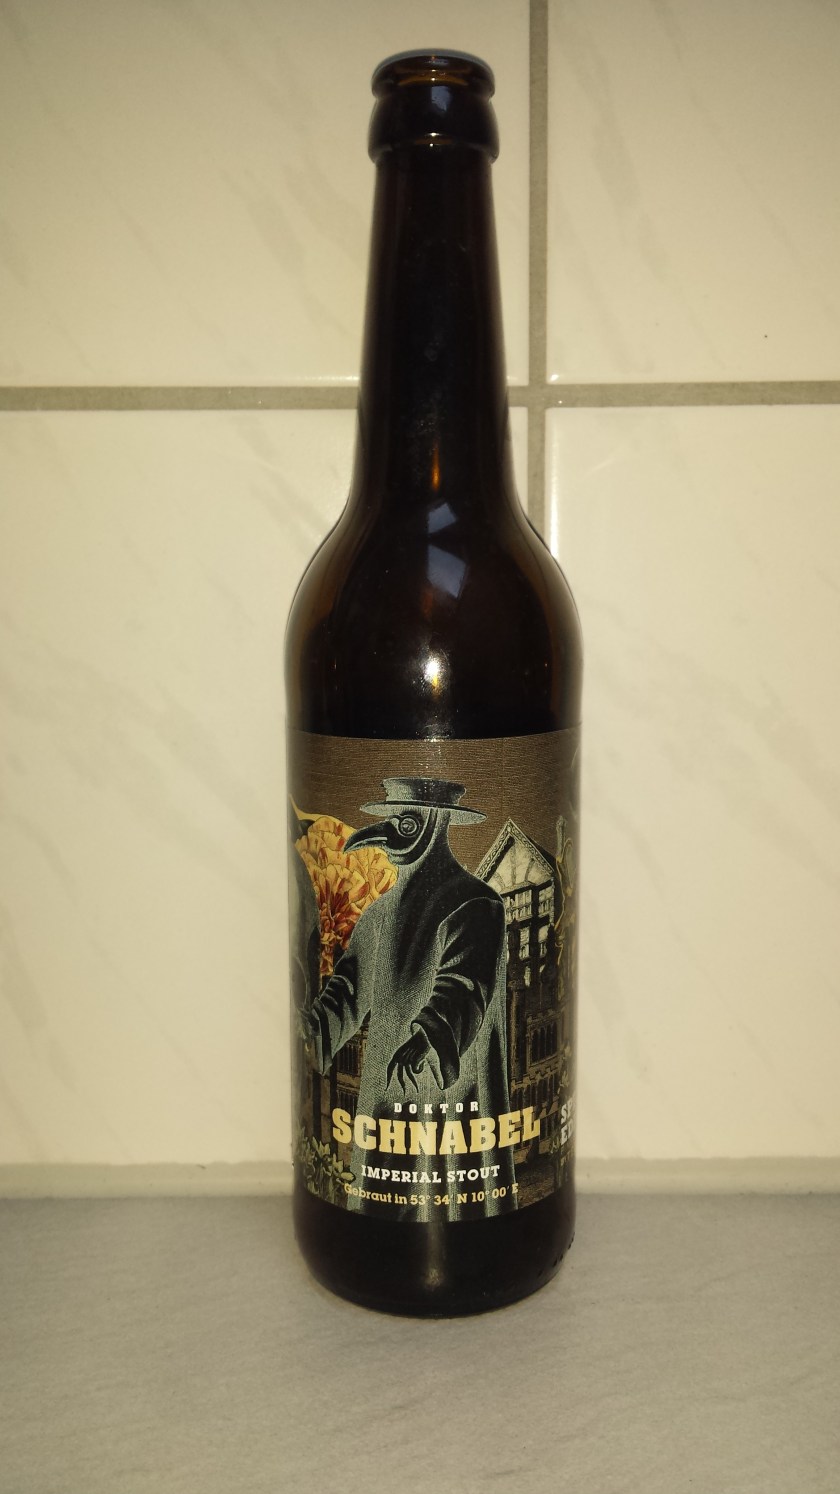 DOKTOR
SCHNABEL
IMPERIAL STOUT
Gebraut in 53° 34' N 10° 00' E